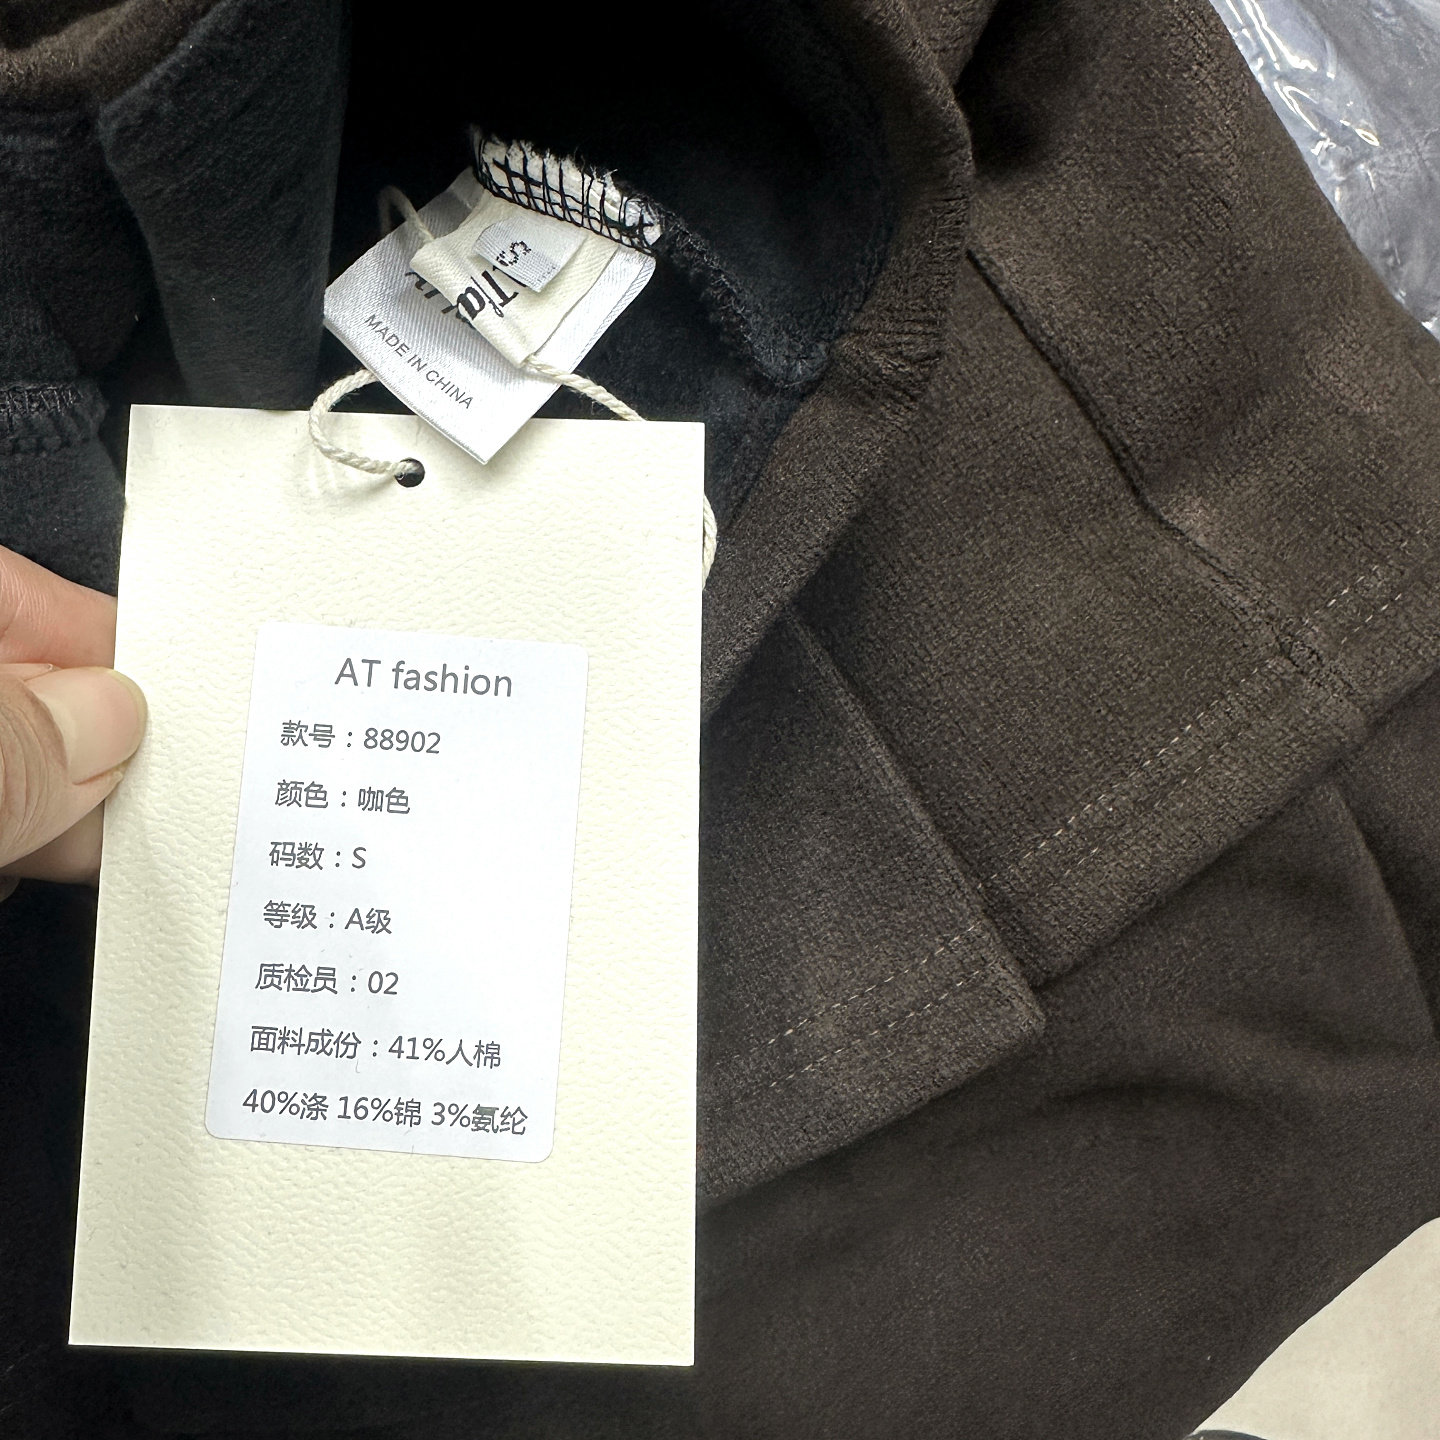 S
MADE IN CHINA
AT fashion
款号：88902
颜色：咖色
码数：S
等级：A级
质检员：02
面料成份：41%人棉
40%涤 16%锦 3%氨纶